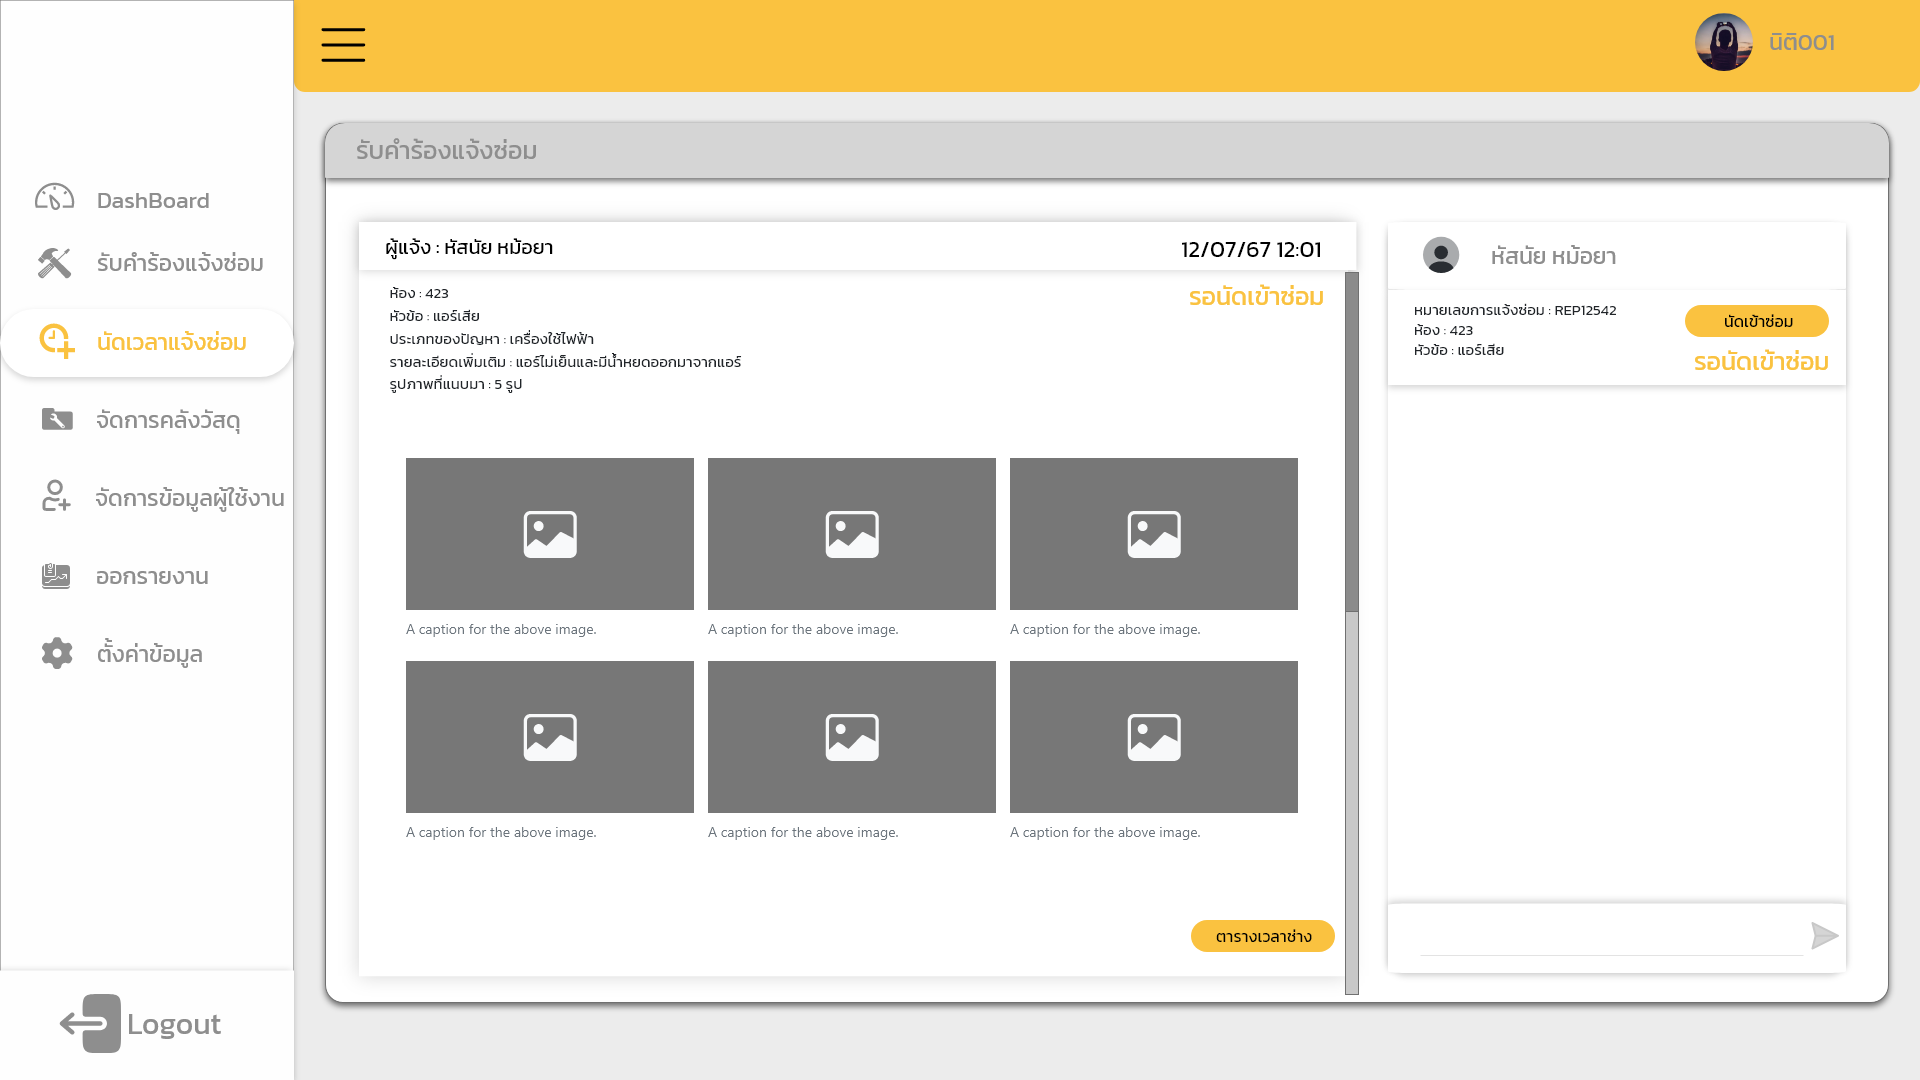 นิติ001
DashBoard
รับคำร้องแจ้งซ่อม
นัดเวลาแจ้งซ่อม
จัดการคลังวัสดุ
จัดการข้อมูลผู้ใช้งาน
ออกรายงาน
ตั้งค่าข้อมูล
Logout
รับคำร้องแจ้งซ่อม
ผู้แจ้ง : หัสนัย หม้อยา
12/07/67 12:01
ห้อง : 423
รอนัดเข้าซ่อม
หัวข้อ : แอร์เสีย
ประเภทของปัญหา : เครื่องใช้ไฟฟ้า
รายละเอียดเพิ่มเติม : แอร์ไม่เย็นและมีน้ำหยดออกมาจากแอร์
รูปภาพที่แนบมา : 5 รูป
A caption for the above image.
A caption for the above image.
A caption for the above image.
A caption for the above image.
A caption for the above image.
A caption for the above image.
ตารางเวลาช่าง
หัสนัย หม้อยา
หมายเลขการแจ้งซ่อม : REP12542
ห้อง : 423
หัวข้อ : แอร์เสีย
นัดเข้าซ่อม
รอนัดเข้าซ่อม